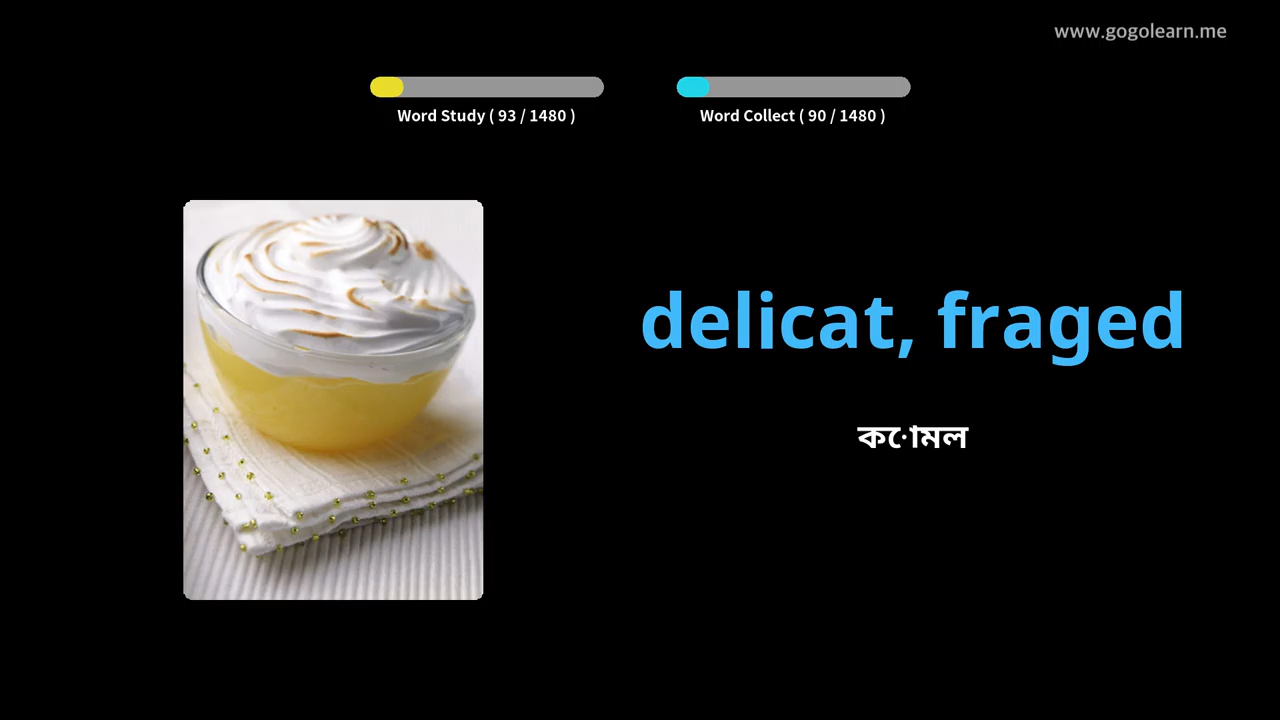 www.gogolearn.me
Word Study ( 93 / 1480 )
Word Collect ( 90 / 1480 )
delicat, fraged
কোমল